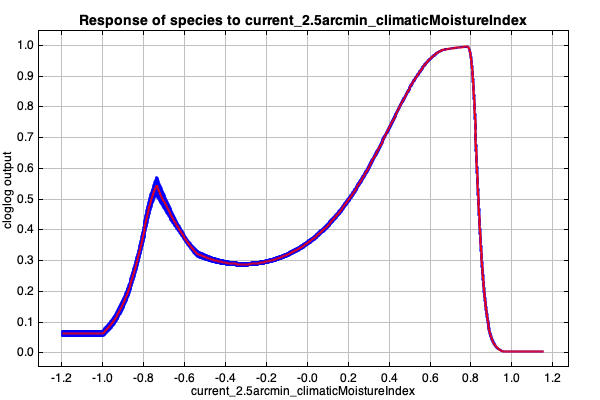 Response of species to current_2.5arcmin_climaticMoistureIndex
1.0
0.9
0.8
0.7
0.6
0.5
0.4
0.3
0.2
0.1
0.0
cloglog output
-1.2 -1.0 -0.8 -0.6 -0.4 -0.2 -0.0 0.2 0.4 0.6 0.8 1.0 1.2
current_2.5arcmin_climaticMoistureIndex